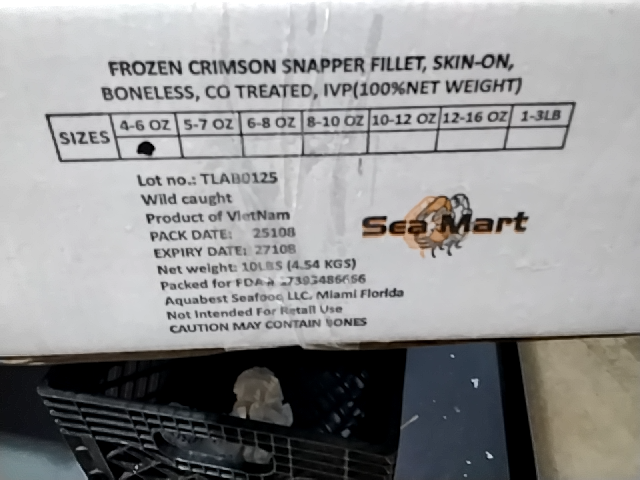 FROZEN CRIMSON SNAPPER FILLET, SKIN-ON,
BONELESS, CO TREATED, IVP(100%NET WEIGHT)
SIZES 4-6 OZ 5-7 OZ 6-8 OZ 8-10 OZ 10-12 OZ 12-16 OZ 1-3LB
Lot no.: TLAB0125
Wild caught
Product of VietNam
PACK DATE: 25108
EXPIRY DATE: 27108
Sea Mart
Net weight: 10LBS (4.54 KGS)
Packed for FDA#
Aquabest Seafood LLC, Miami Florida
Not Intended For Retail Use
CAUTION MAY CONTAIN BONES